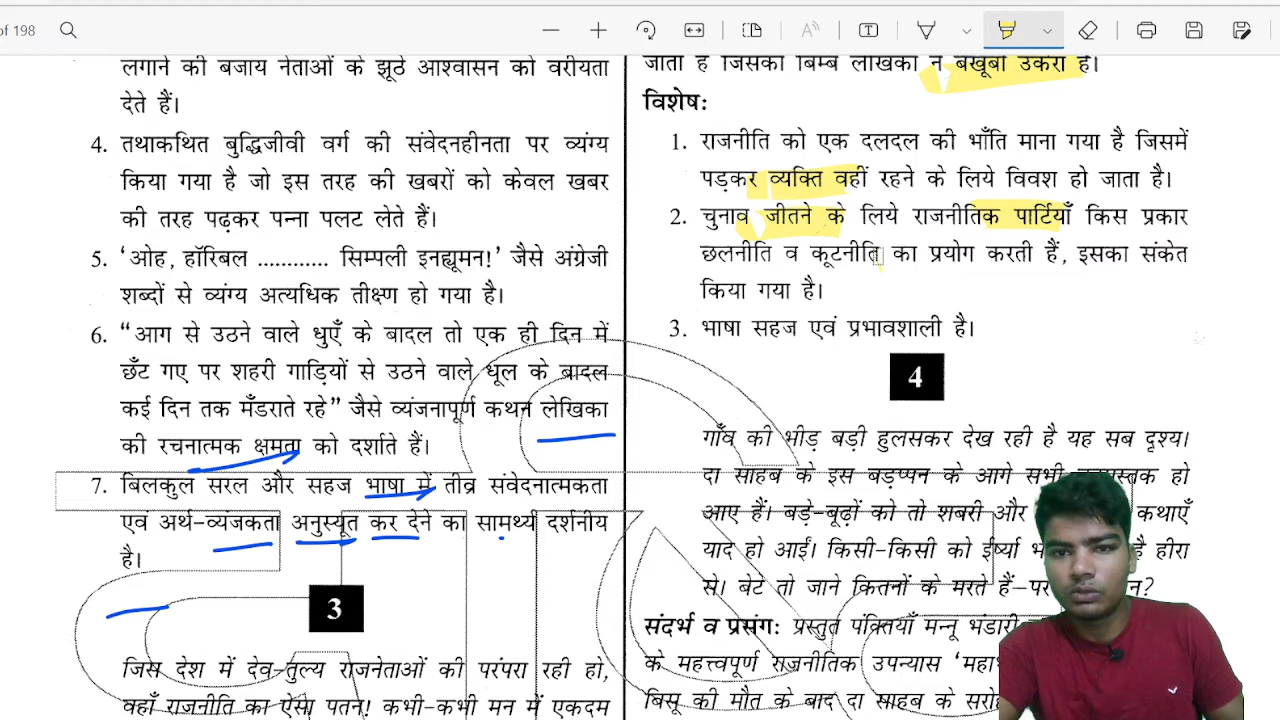 of 198
लगाने की बजाय नेताओं के झूठे आश्वासन को वरीयता
देते हैं।
4. तथाकथित बुद्धिजीवी वर्ग की संवेदनहीनता पर व्यंग्य
किया गया है जो इस तरह की खबरों को केवल खबर
की तरह पढ़कर पन्ना पलट लेते हैं।
5. ‘ओह, हॉरिबल ............ सिम्पली इनह्यूमन!’ जैसे अंग्रेजी
शब्दों से व्यंग्य अत्यधिक तीक्ष्ण हो गया है।
6. “आग से उठने वाले धुएँ के बादल तो एक ही दिन में
छँट गए पर शहरी गाड़ियों से उठने वाले धूल के बादल
कई दिन तक मँडराते रहे” जैसे व्यंजनापूर्ण कथन लेखिका
की रचनात्मक क्षमता को दर्शाते हैं।
7. बिलकुल सरल और सहज भाषा में तीव्र संवेदनात्मकता
एवं अर्थ-व्यंजकता अनुस्यूत कर देने का सामर्थ्य दर्शनीय
है।
3
जिस देश में देव-तुल्य राजनेताओं की परंपरा रही हो,
वहाँ राजनीति का ऐसा पतन! कभी-कभी मन में एकदम
जाता है जिसका बिम्ब लेखिका ने बखूबी उकेरा है।
विशेष:
1. राजनीति को एक दलदल की भाँति माना गया है जिसमें
पड़कर व्यक्ति वहीं रहने के लिये विवश हो जाता है।
2. चुनाव जीतने के लिये राजनीतिक पार्टियाँ किस प्रकार
छलनीति व कूटनीति का प्रयोग करती हैं, इसका संकेत
किया गया है।
3. भाषा सहज एवं प्रभावशाली है।
4
गाँव की भीड़ बड़ी हुलसकर देख रही है यह सब दृश्य।
दा साहब के इस बड़प्पन के आगे सभी हो
आए हैं। बड़े-बूढ़ों को तो शबरी और कथाएँ
याद हो आईं। किसी-किसी को ईर्ष्या है हीरा
से। बेटे तो जाने कितनों के मरते हैं-पर
संदर्भ व प्रसंग: प्रस्तुत पंक्तियाँ मन्नू भंडारी
के महत्त्वपूर्ण राजनीतिक उपन्यास
बिसू की मौत के बाद दा साहब के